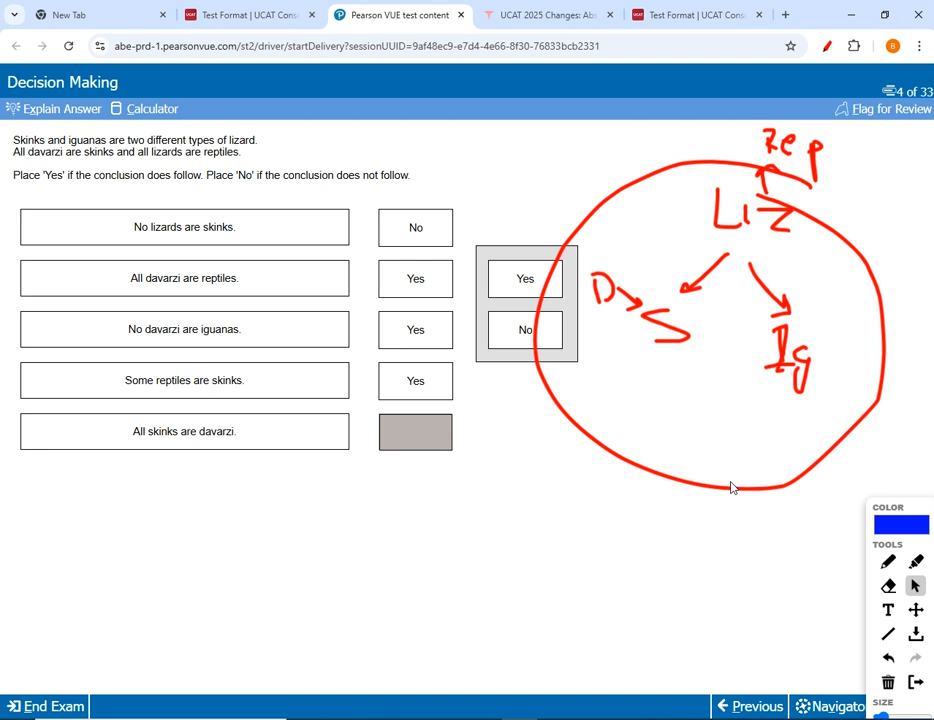 New Tab
Test Format | UCAT Cons
Pearson VUE test content
UCAT 2025 Changes: Abs
Test Format | UCAT Cons
abe-prd-1.pearsonvue.com/st2/driver/startDelivery?sessionUUID=9af48ec9-e7d4-4e66-8f30-76833bcb2331
B
Decision Making
4 of 33
Explain Answer
Calculator
Flag for Review
Skinks and iguanas are two different types of lizard.
All davarzi are skinks and all lizards are reptiles.
Place 'Yes' if the conclusion does follow. Place 'No' if the conclusion does not follow.
Rep
Liz
No lizards are skinks.
No
All davarzi are reptiles.
Yes
Yes
D
S
No davarzi are iguanas.
Yes
No
Ig
Some reptiles are skinks.
Yes
All skinks are davarzi.
COLOR
TOOLS
T
SIZE
End Exam
Previous
Navigato